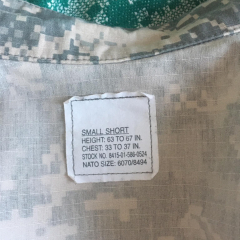 SMALL SHORT
HEIGHT: 63 TO 67 IN.
CHEST: 33 TO 37 IN.
STOCK NO. 8415-01-586-0524
NATO SIZE: 6070/8494